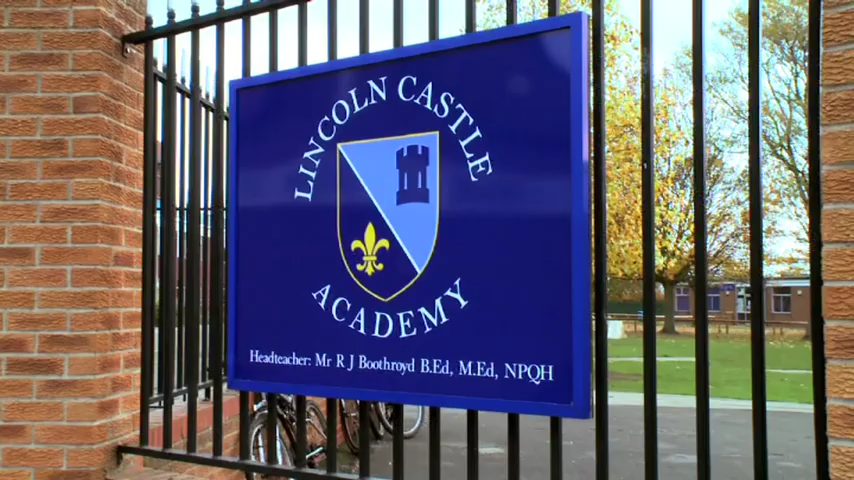 LINCOLN CASTLE
ACADEMY
Headteacher: Mr R J Boothroyd B.Ed, M.Ed, NPQH